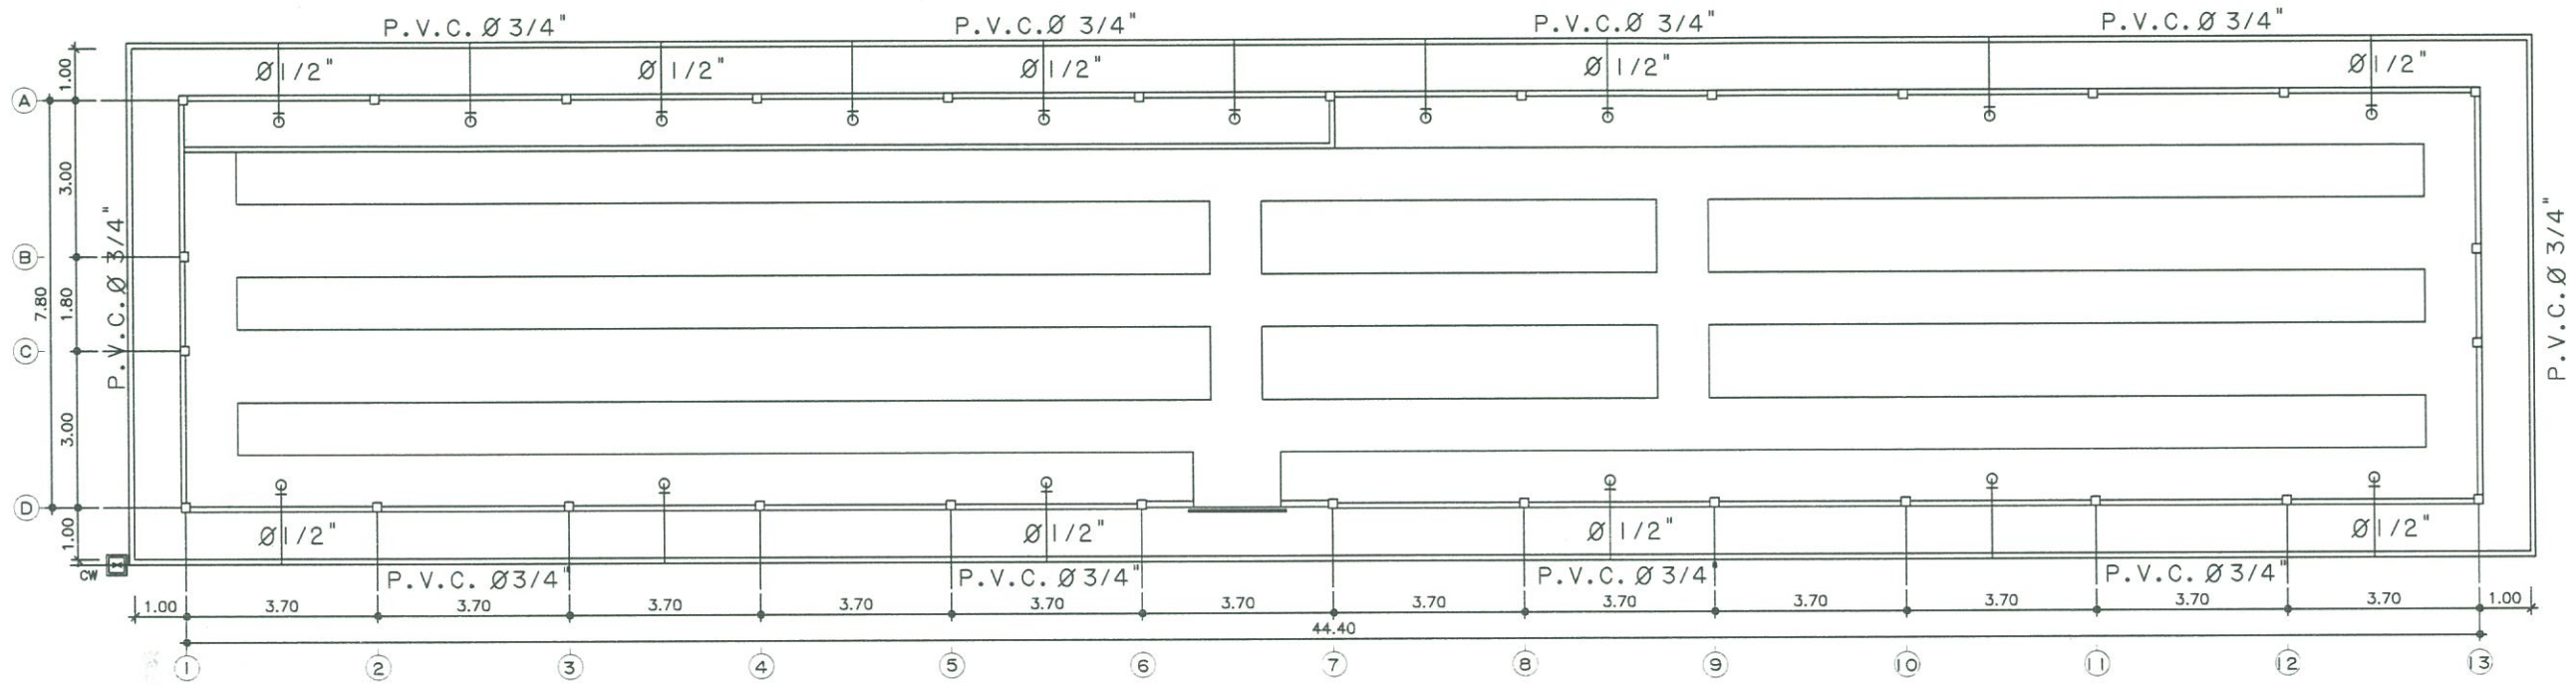 P.V.C.Ø 3/4"
P.V.C.Ø 3/4"
P.V.C.Ø 3/4"
P.V.C.Ø 3/4"
1.00
Ø 1/2"
Ø 1/2"
Ø 1/2"
Ø 1/2"
Ø 1/2"
A
3.00
P.V.C.Ø 3/4"
P.V.C.Ø 3/4"
B
7.80
1.80
C
3.00
D
1.00
Ø 1/2"
Ø 1/2"
Ø 1/2"
Ø 1/2"
CW
P.V.C. Ø3/4"
P.V.C. Ø3/4"
P.V.C. Ø3/4"
P.V.C. Ø3/4"
1.00
3.70
3.70
3.70
3.70
3.70
3.70
3.70
3.70
3.70
3.70
3.70
3.70
1.00
44.40
1
2
3
4
5
6
7
8
9
10
11
12
13